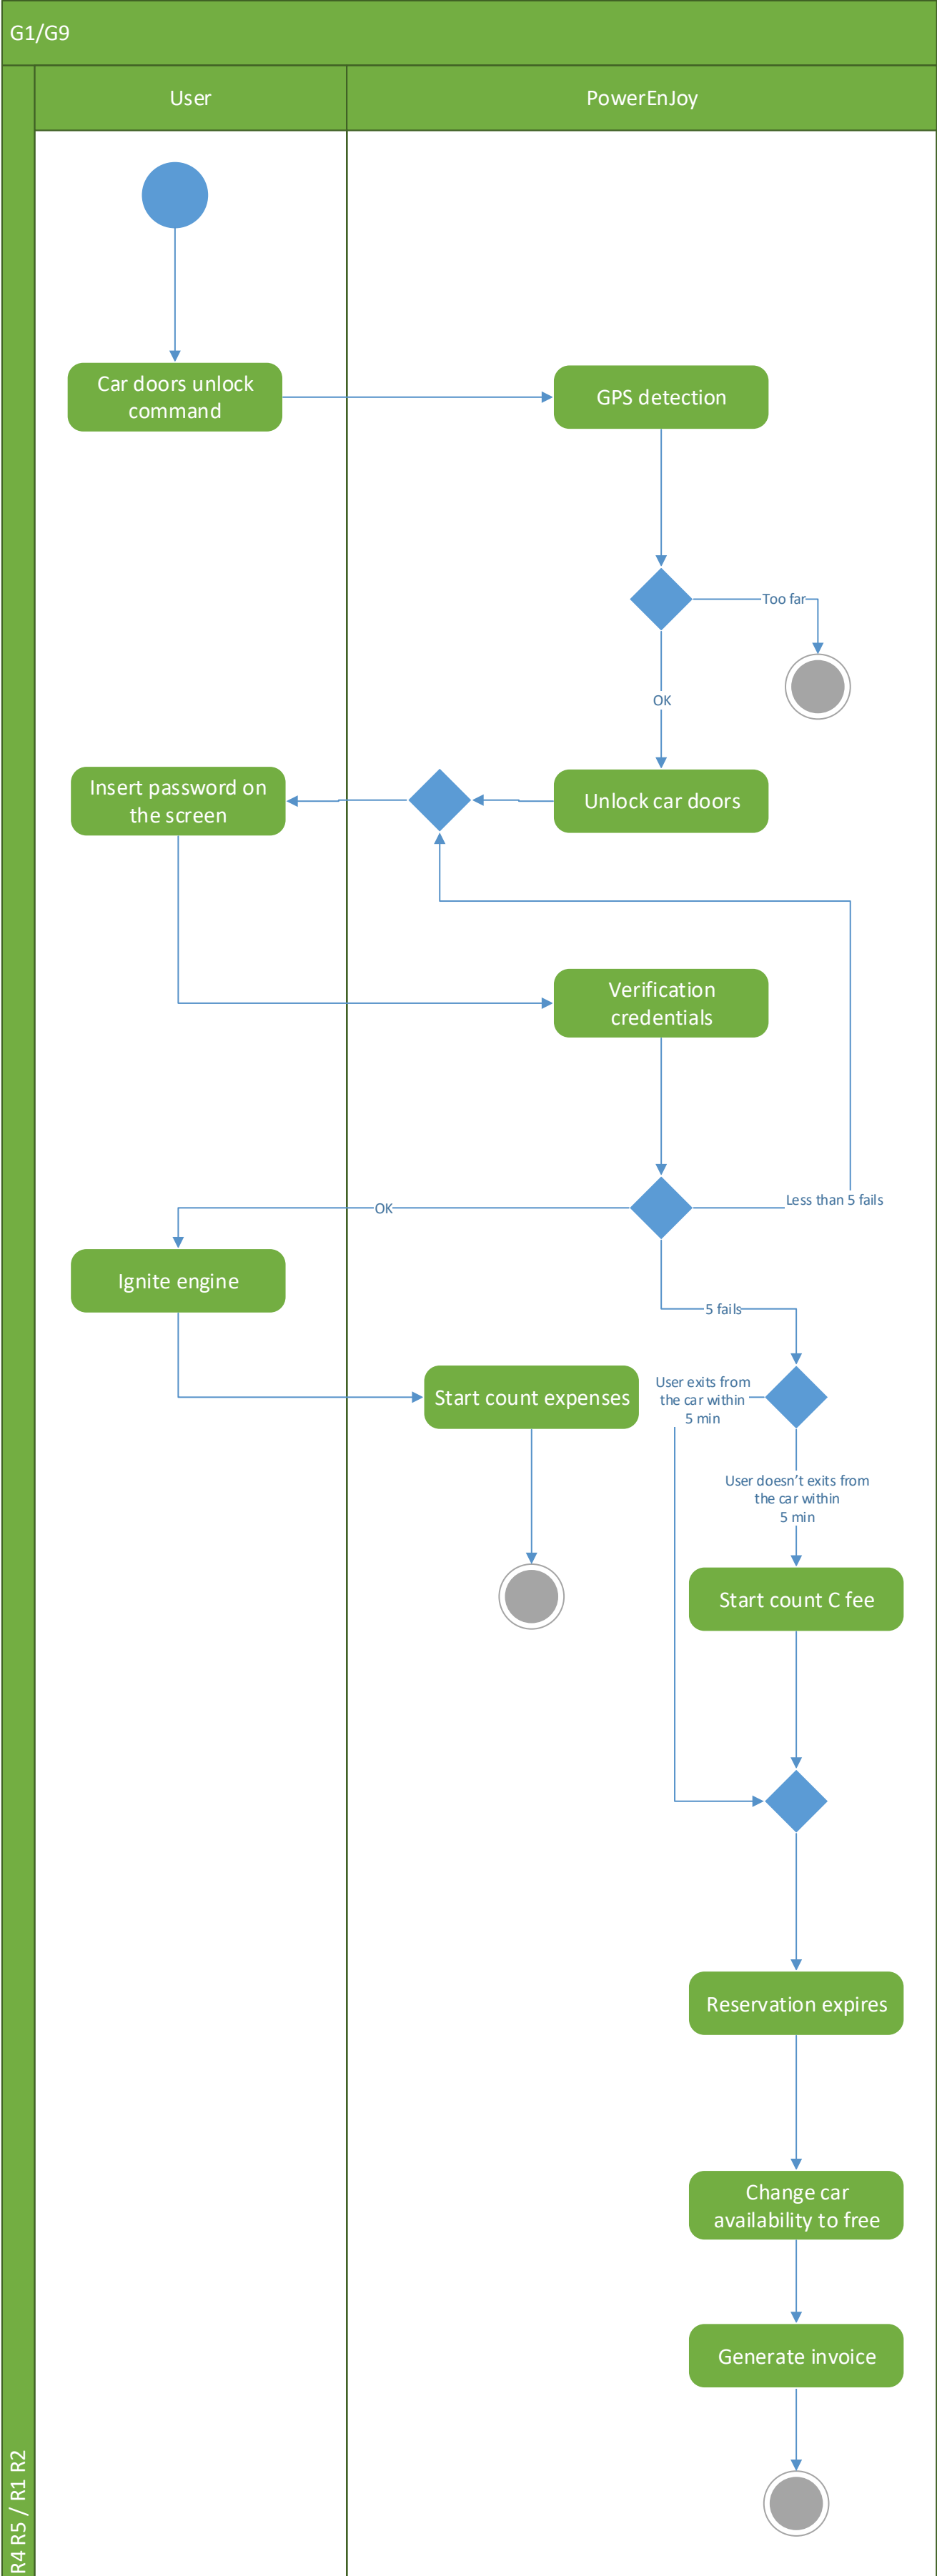 G1/G9
User
PowerEnJoy
Car doors unlock
command
GPS detection
Too far
OK
Insert password on
the screen
Unlock car doors
Verification
credentials
Less than 5 fails
OK
Ignite engine
5 fails
Start count expenses
User exits from
the car within
5 min
User doesn't exits from
the car within
5 min
Start count C fee
Reservation expires
Change car
availability to free
Generate invoice
R4 R5 / R1 R2